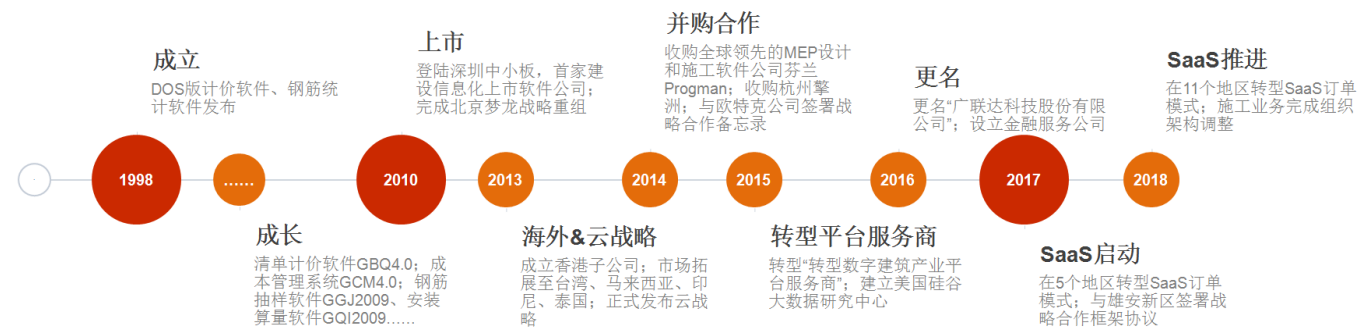 成立
DOS版计价软件、钢筋统
计软件发布
上市
登陆深圳中小板，首家建
设信息化上市软件公司；
完成北京梦龙战略重组
并购合作
收购全球领先的MEP设计
和施工软件公司芬兰
Progman；收购杭州擎
洲；与欧特克公司签署战
略合作备忘录
更名
更名“广联达科技股份有限
公司”；设立金融服务公司
SaaS推进
在11个地区转型SaaS订单
模式；施工业务完成组织
架构调整
1998
……
2010
2013
2014
2015
2016
2017
2018
成长
清单计价软件GBQ4.0；成
本管理系统GCM4.0；钢筋
抽样软件GGJ2009、安装
算量软件GQI2009……
海外&云战略
成立香港子公司；市场拓
展至台湾、马来西亚、印
尼、泰国；正式发布云战
略
转型平台服务商
转型“转型数字建筑产业平
台服务商”；建立美国硅谷
大数据研究中心
SaaS启动
在5个地区转型SaaS订单
模式；与雄安新区签署战
略合作框架协议